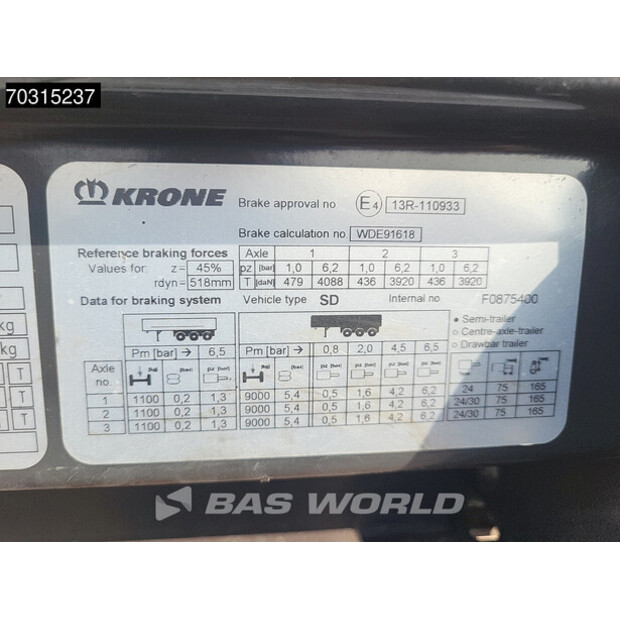 70315237
KRONE
Brake approval no E4 13R-110933
Brake calculation no. WDE91618
Reference braking forces Axle 1 2 3
Values for: z= 45% pz [bar] 1,0 6,2 1,0 6,2 1,0 6,2
rdyn= 518mm T [daN] 479 4088 436 3920 436 3920
Data for braking system Vehicle type SD Internal no F0875400
• Semi-trailer
○ Centre-axle-trailer
○ Drawbar trailer
Pm [bar] → 6,5 Pm [bar] → 0,8 2,0 4,5 6,5
Axle no.
1 1100 0,2 1,3 9000 5,4 0,5 1,6 4,2 6,2 24 75 165
2 1100 0,2 1,3 9000 5,4 0,5 1,6 4,2 6,2 24/30 75 165
3 1100 0,2 1,3 9000 5,4 0,5 1,6 4,2 6,2 24/30 75 165
kg
kg
T T
T T
T T
BAS WORLD